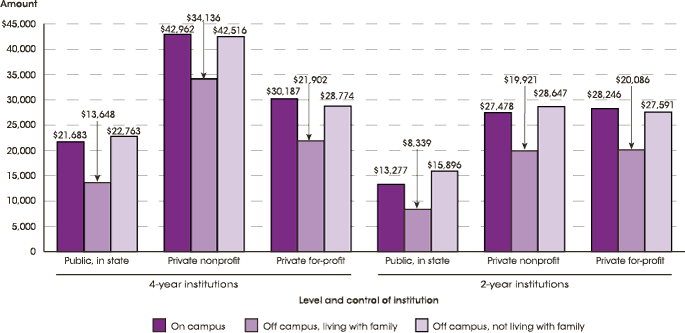 Amount
$45,000
40,000
35,000
30,000
25,000
20,000
15,000
10,000
5,000
0
$21,683
$13,648
$22,763
$42,962
$34,136
$42,516
$30,187
$21,902
$28,774
$13,277
$8,339
$15,896
$27,478
$19,921
$28,647
$28,246
$20,086
$27,591
Public, in state
Private nonprofit
Private for-profit
Public, in state
Private nonprofit
Private for-profit
4-year institutions
2-year institutions
Level and control of institution
On campus
Off campus, living with family
Off campus, not living with family